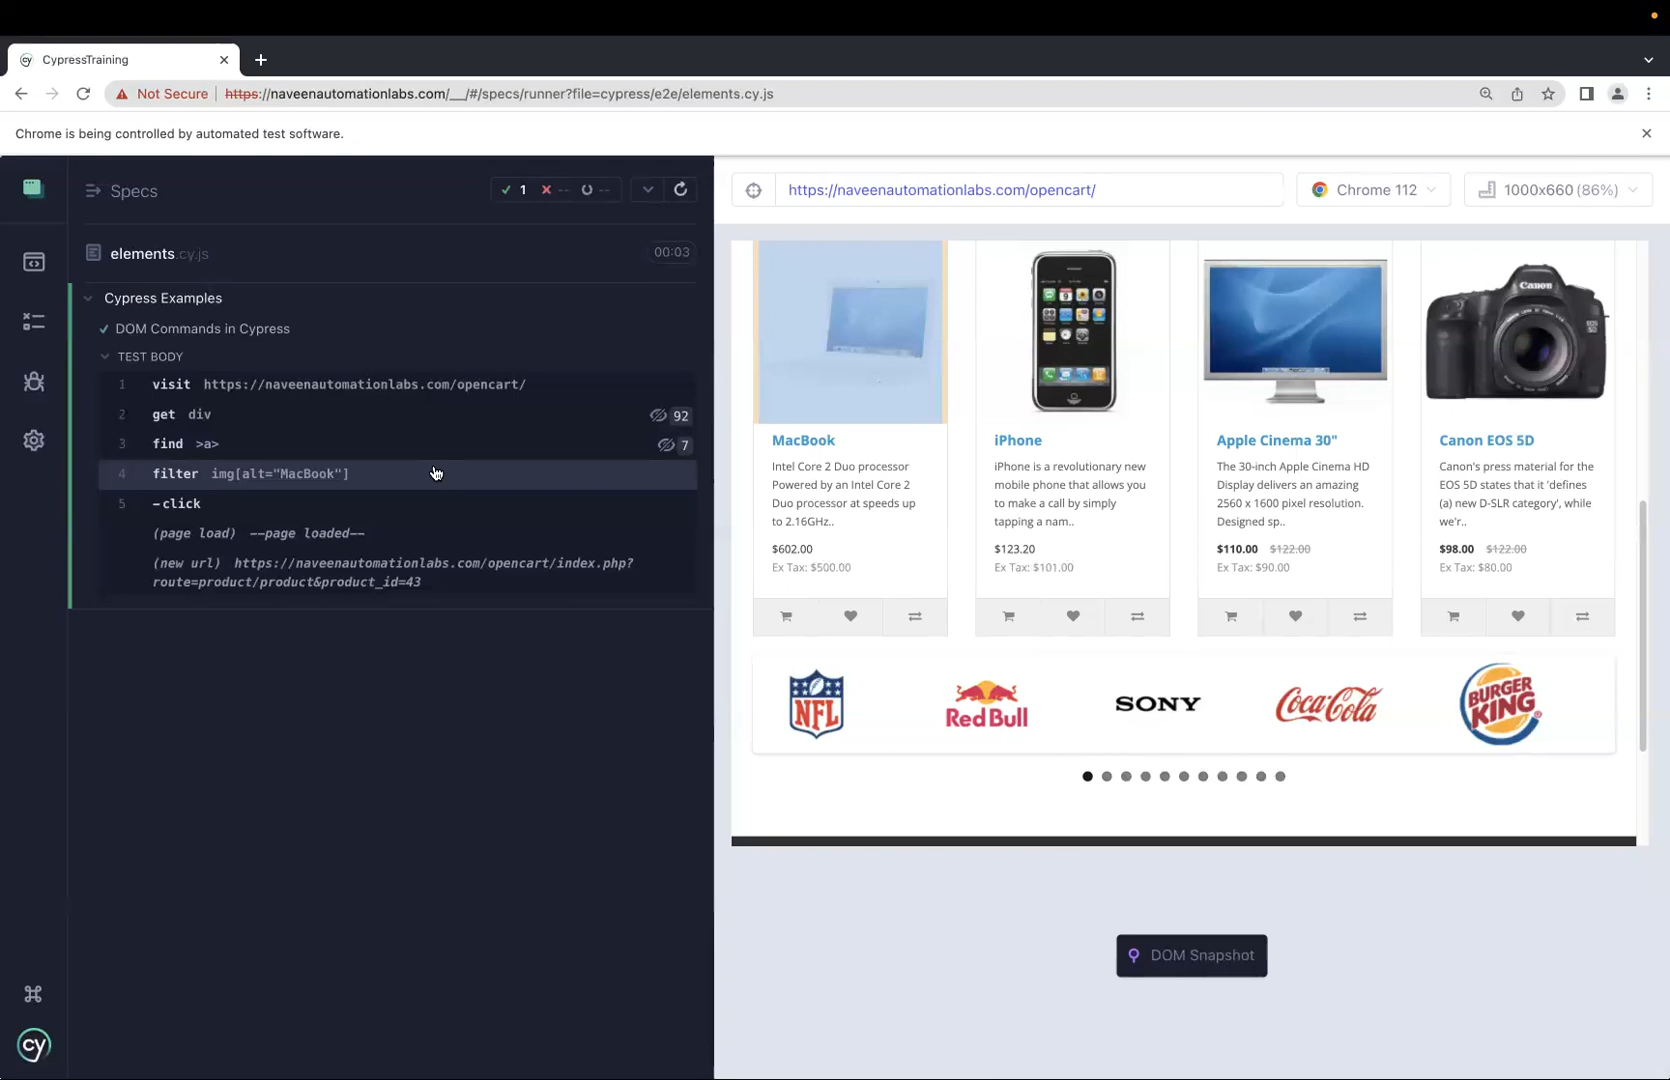 CypressTraining
Not Secure
https://naveenautomationlabs.com/__/#/specs/runner?file=cypress/e2e/elements.cy.js
Chrome is being controlled by automated test software.
Specs
1
--
--
elements.cy.js
00:03
Cypress Examples
DOM Commands in Cypress
TEST BODY
1 visit https://naveenautomationlabs.com/opencart/
2 get div
92
3 find >a>
7
4 filter img[alt="MacBook"]
5 -click
(page load) --page loaded--
(new url) https://naveenautomationlabs.com/opencart/index.php?
route=product/product&product_id=43
cy
https://naveenautomationlabs.com/opencart/
Chrome 112
1000x660 (86%)
MacBook
Intel Core 2 Duo processor
Powered by an Intel Core 2
Duo processor at speeds up
to 2.16GHz..
$602.00
Ex Tax: $500.00
iPhone
iPhone is a revolutionary new
mobile phone that allows you
to make a call by simply
tapping a nam..
$123.20
Ex Tax: $101.00
Apple Cinema 30"
The 30-inch Apple Cinema HD
Display delivers an amazing
2560 x 1600 pixel resolution.
Designed sp..
$110.00 $122.00
Ex Tax: $90.00
Canon
Canon EOS 5D
Canon's press material for the
EOS 5D states that it 'defines
(a) new D-SLR category', while
we'r..
$98.00 $122.00
Ex Tax: $80.00
NFL
Red Bull
SONY
Coca-Cola
BURGER
KING
DOM Snapshot